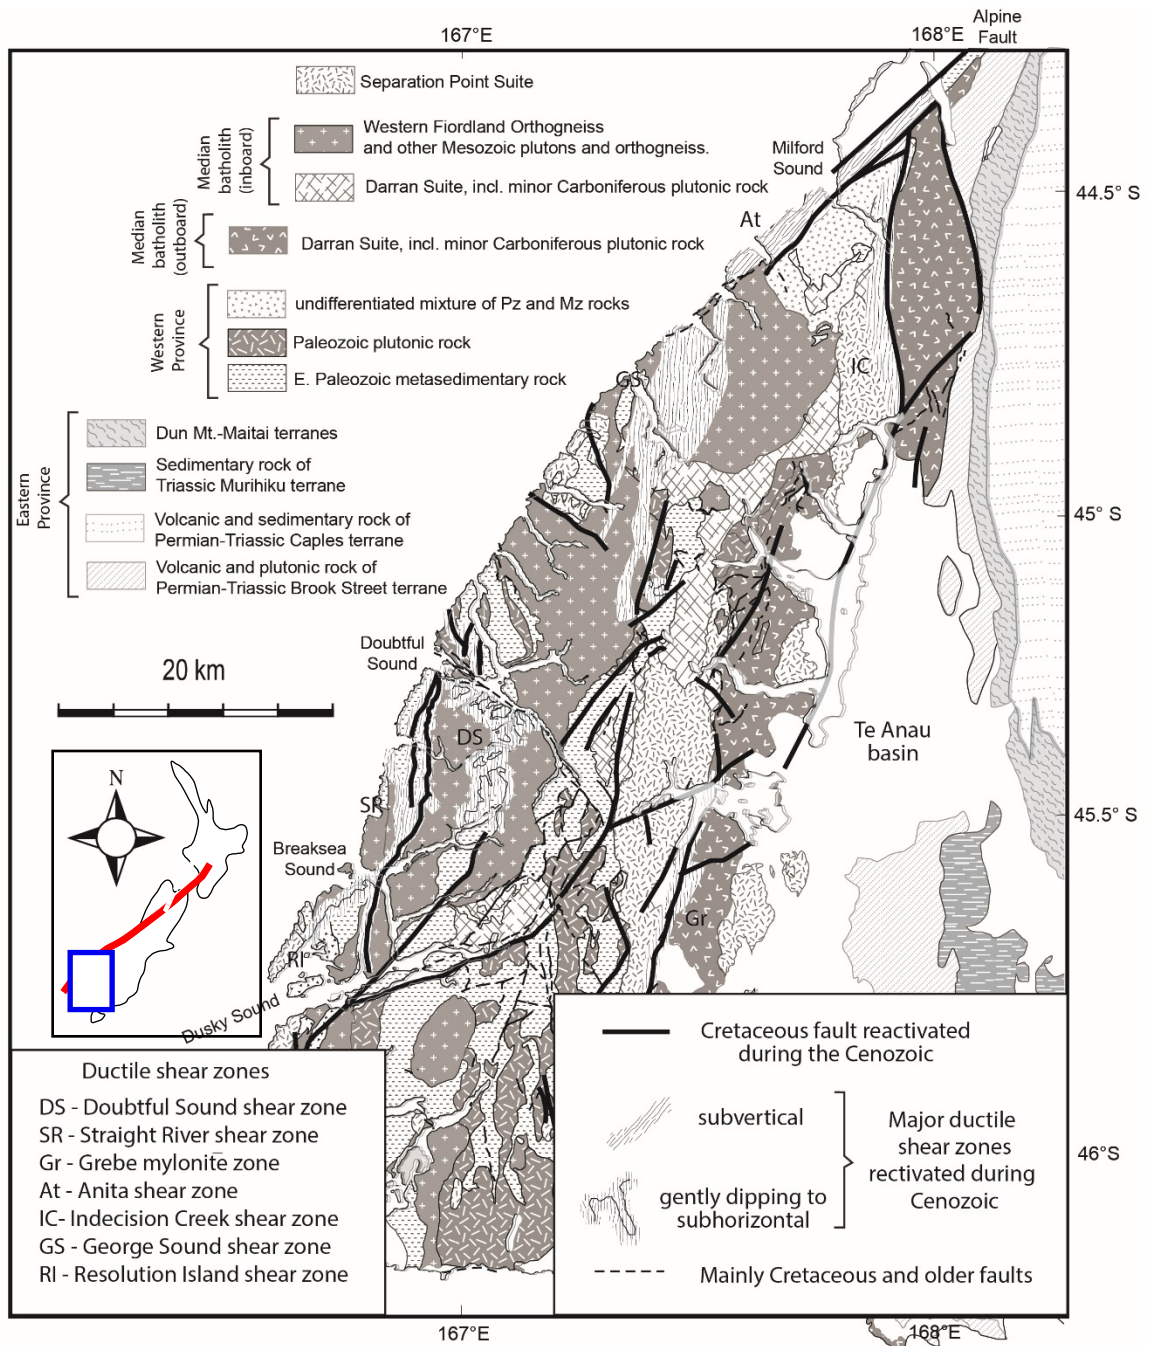 167°E
168°E
Alpine
Fault
Separation Point Suite
Median
batholith
(inboard)
Western Fiordland Orthogneiss
and other Mesozoic plutons and orthogneiss.
Darran Suite, incl. minor Carboniferous plutonic rock
Median
batholith
(outboard)
Darran Suite, incl. minor Carboniferous plutonic rock
Western
Province
undifferentiated mixture of Pz and Mz rocks
Paleozoic plutonic rock
E. Paleozoic metasedimentary rock
Eastern
Province
Dun Mt.-Maitai terranes
Sedimentary rock of
Triassic Murihiku terrane
Volcanic and sedimentary rock of
Permian-Triassic Caples terrane
Volcanic and plutonic rock of
Permian-Triassic Brook Street terrane
Milford
Sound
At
44.5° S
IC
GS
45° S
Doubtful
Sound
20 km
DS
Te Anau
basin
N
SR
45.5° S
Breaksea
Sound
Gr
RI
Dusky Sound
Ductile shear zones
DS - Doubtful Sound shear zone
SR - Straight River shear zone
Gr - Grebe mylonite zone
At - Anita shear zone
IC- Indecision Creek shear zone
GS - George Sound shear zone
RI - Resolution Island shear zone
Cretaceous fault reactivated
during the Cenozoic
subvertical
gently dipping to
subhorizontal
Major ductile
shear zones
rectivated during
Cenozoic
Mainly Cretaceous and older faults
46°S
167°E
168°E